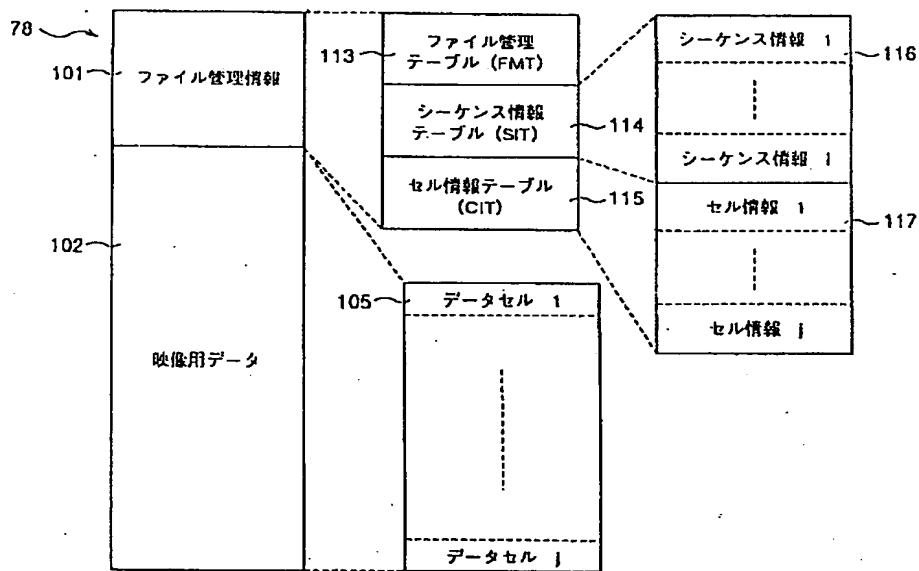 78
101
ファイル管理情報
102
映像用データ
113
ファイル管理
テーブル (FMT)
シーケンス情報
テーブル (SIT)
114
セル情報テーブル
(CIT)
115
シーケンス情報 1
116
シーケンス情報 i
セル情報 1
117
セル情報 j
105
データセル 1
データセル j